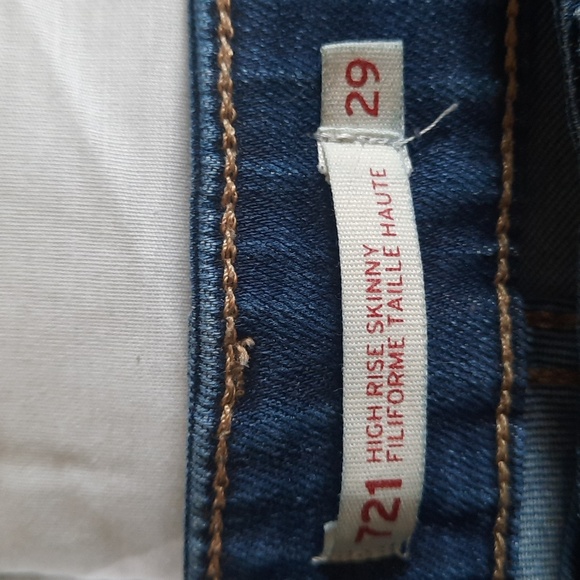 721
HIGH RISE SKINNY
FILIFORME TAILLE HAUTE
29